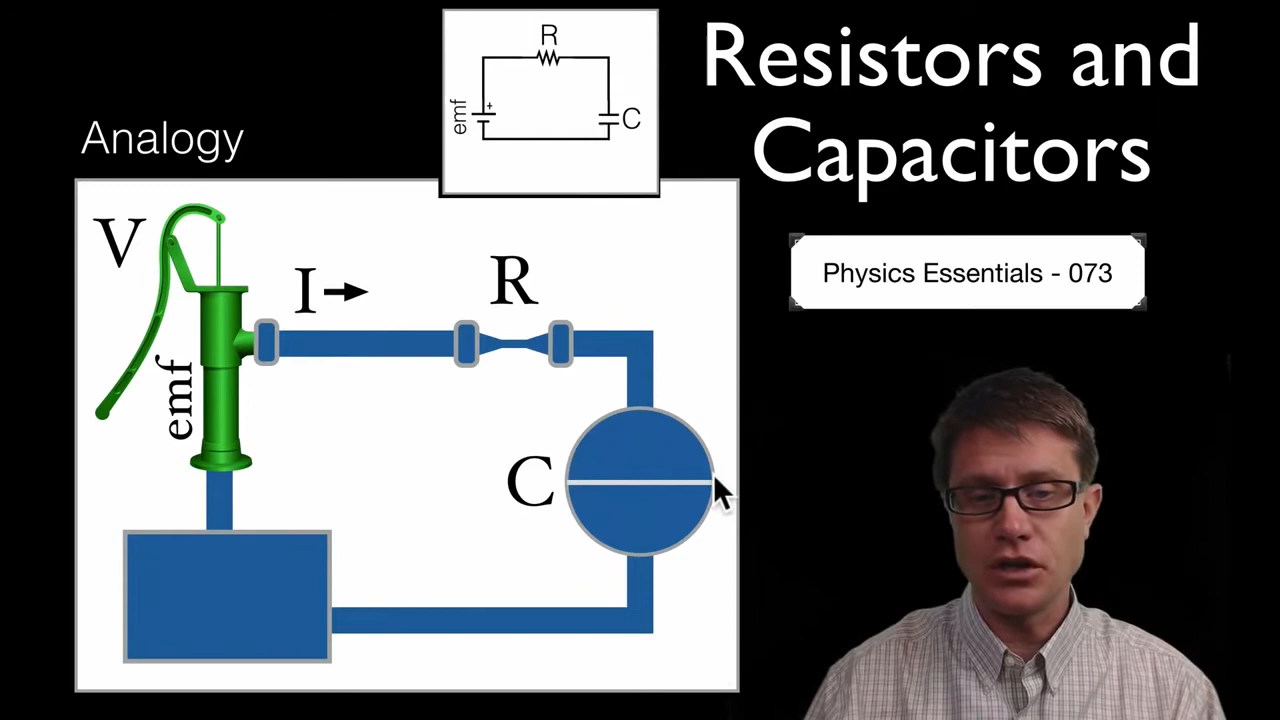 Resistors and
Capacitors
Physics Essentials - 073
Analogy
R
emf
+
C
V
I
R
emf
C